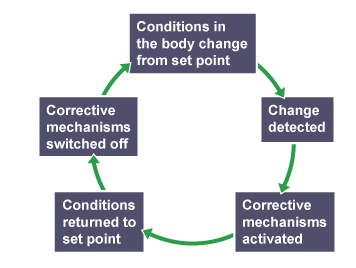 Conditions in
the body change
from set point
Change
detected
Corrective
mechanisms
activated
Conditions
returned to
set point
Corrective
mechanisms
switched off